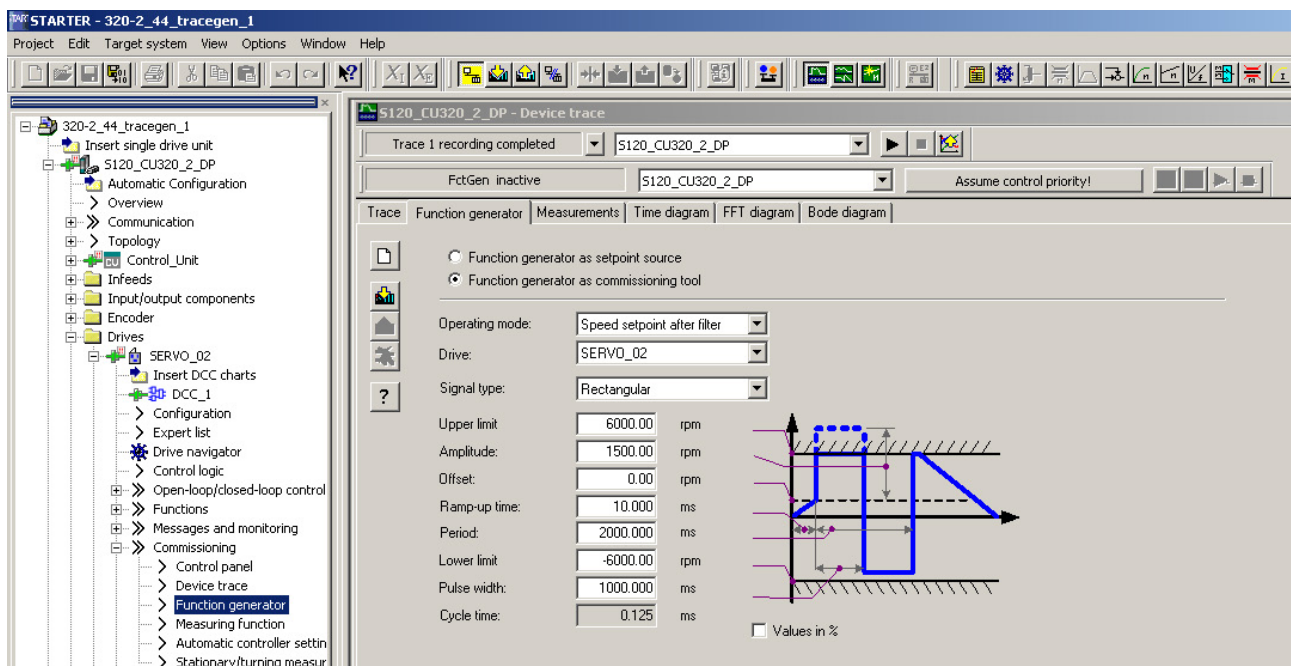 STARTER - 320-2_44_tracegen_1
Project Edit Target system View Options Window Help
320-2_44_tracegen_1
Insert single drive unit
S120_CU320_2_DP
Automatic Configuration
Overview
Communication
Topology
Control_Unit
Infeeds
Input/output components
Encoder
Drives
SERVO_02
Insert DCC charts
DCC_1
Configuration
Expert list
Drive navigator
Control logic
Open-loop/closed-loop control
Functions
Messages and monitoring
Commissioning
Control panel
Device trace
Function generator
Measuring function
Automatic controller settin
Stationary/turning measur
S120_CU320_2_DP - Device trace
Trace 1 recording completed S120_CU320_2_DP
FctGen inactive S120_CU320_2_DP Assume control priority!
Trace Function generator Measurements Time diagram FFT diagram Bode diagram
Function generator as setpoint source
Function generator as commissioning tool
Operating mode: Speed setpoint after filter
Drive: SERVO_02
Signal type: Rectangular
Upper limit 6000.00 rpm
Amplitude: 1500.00 rpm
Offset: 0.00 rpm
Ramp-up time: 10.000 ms
Period: 2000.000 ms
Lower limit -6000.00 rpm
Pulse width: 1000.000 ms
Cycle time: 0.125 ms
Values in %